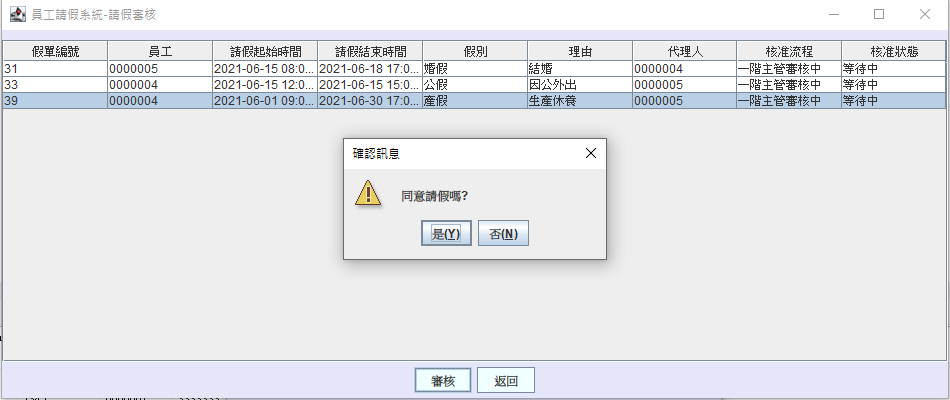 員工請假系統-請假審核
假單編號 員工 請假起始時間 請假結束時間 假別 理由 代理人 核准流程 核准狀態
31 0000005 2021-06-15 08:0... 2021-06-18 17:0... 婚假 結婚 0000004 一階主管審核中 等待中
33 0000004 2021-06-15 12:0... 2021-06-15 15:0... 公假 因公外出 0000005 一階主管審核中 等待中
39 0000004 2021-06-01 09:0... 2021-06-30 17:0... 產假 生產休養 0000005 一階主管審核中 等待中
確認訊息
同意請假嗎?
是(Y) 否(N)
審核 返回